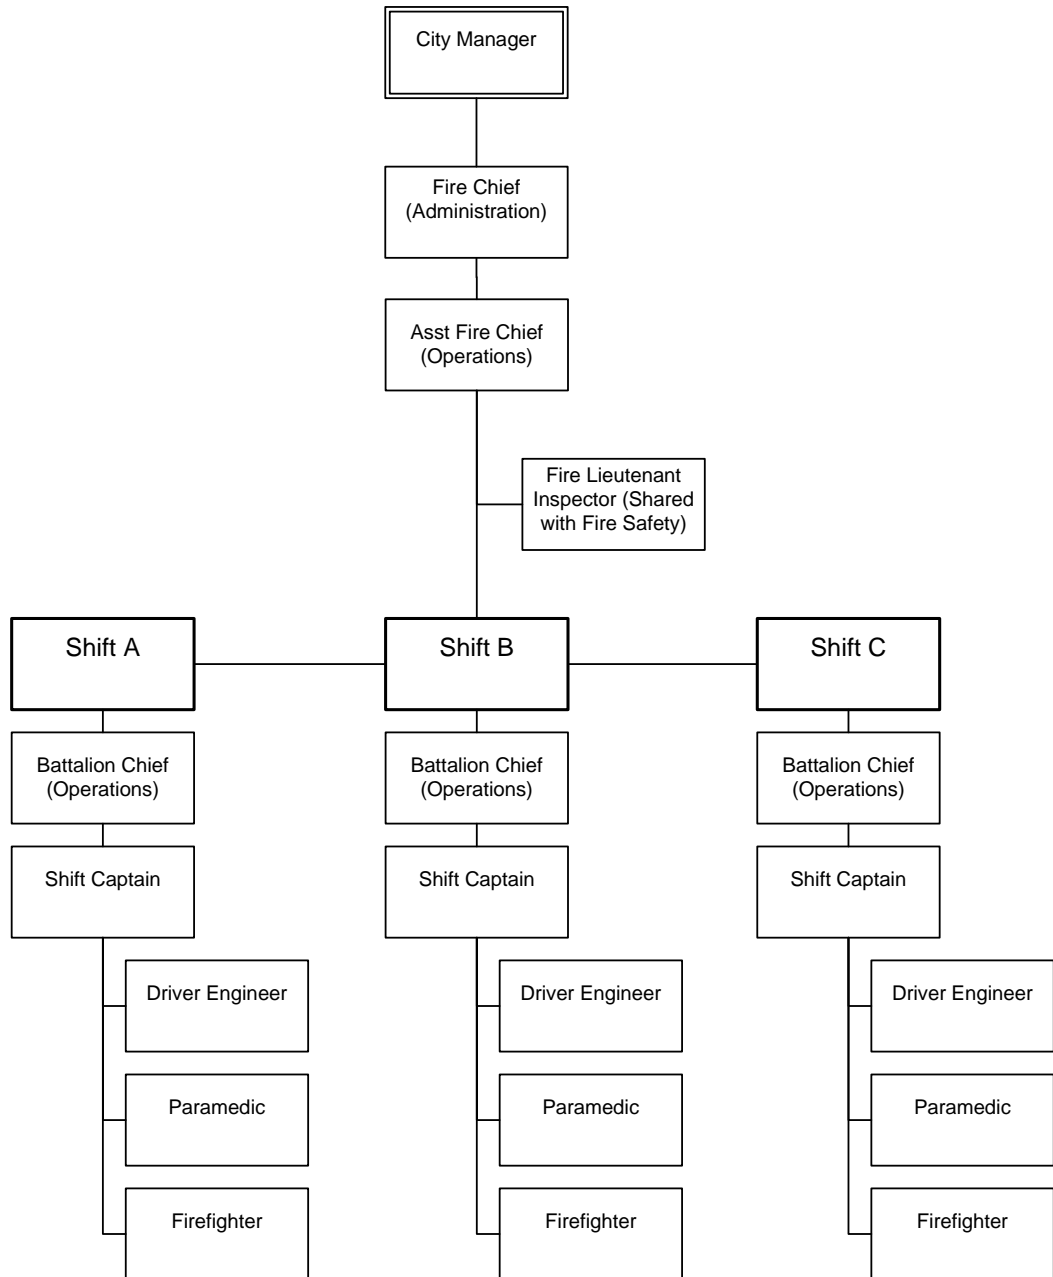 City Manager
Fire Chief
(Administration)
Asst Fire Chief
(Operations)
Fire Lieutenant
Inspector (Shared
with Fire Safety)
Shift A
Shift B
Shift C
Battalion Chief
(Operations)
Battalion Chief
(Operations)
Battalion Chief
(Operations)
Shift Captain
Shift Captain
Shift Captain
Driver Engineer
Driver Engineer
Driver Engineer
Paramedic
Paramedic
Paramedic
Firefighter
Firefighter
Firefighter